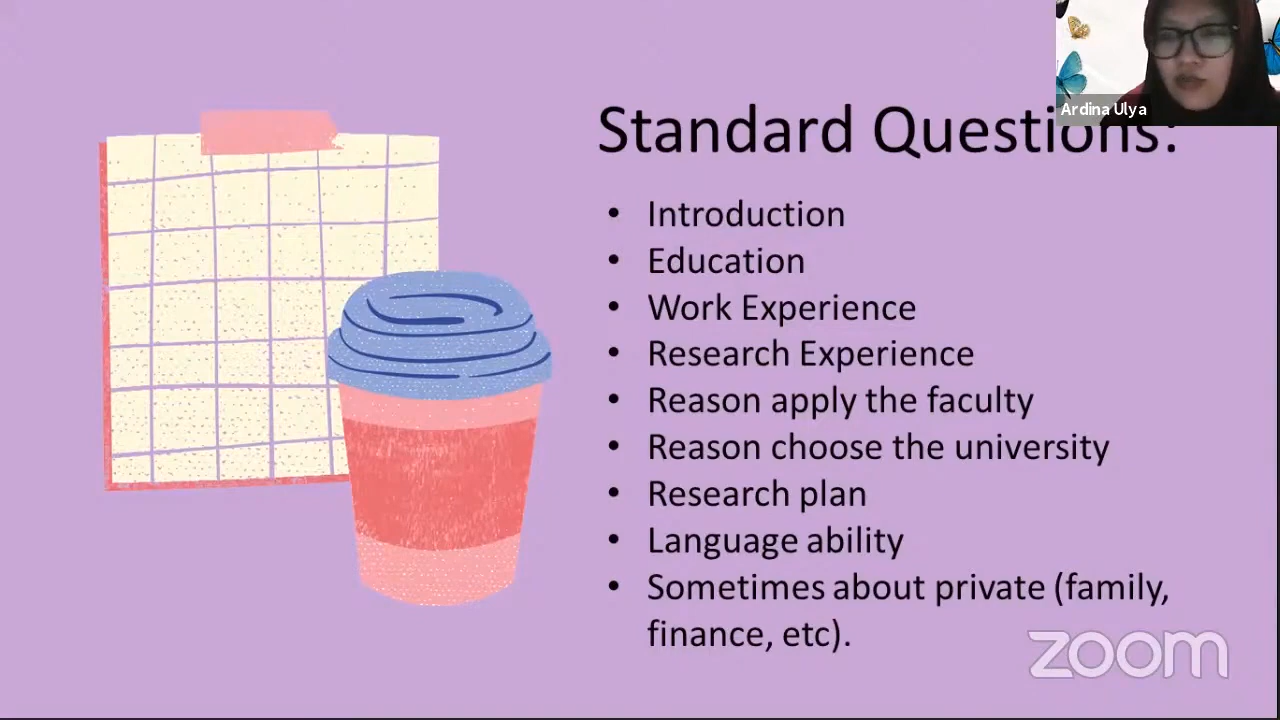 Ardina Ulya
Standard Questions:
• Introduction
• Education
• Work Experience
• Research Experience
• Reason apply the faculty
• Reason choose the university
• Research plan
• Language ability
• Sometimes about private (family,
finance, etc).
zoom